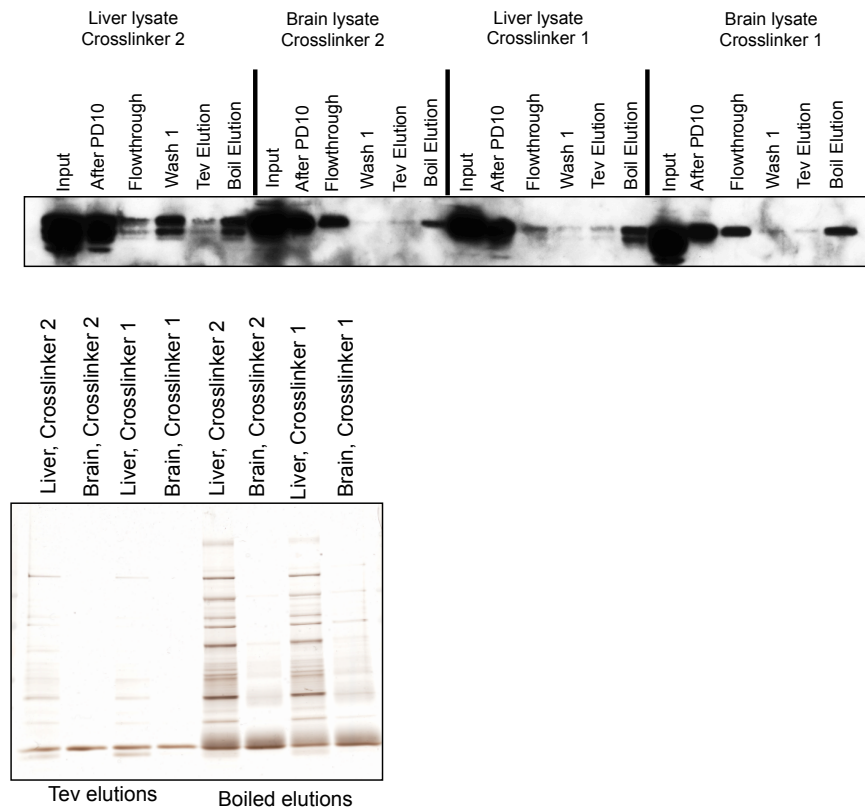 Liver lysate
Crosslinker 2
Brain lysate
Crosslinker 2
Liver lysate
Crosslinker 1
Brain lysate
Crosslinker 1
Input
After PD10
Flowthrough
Wash 1
Tev Elution
Boil Elution
Input
After PD10
Flowthrough
Wash 1
Tev Elution
Boil Elution
Input
After PD10
Flowthrough
Wash 1
Tev Elution
Boil Elution
Input
After PD10
Flowthrough
Wash 1
Tev Elution
Boil Elution
Liver, Crosslinker 2
Brain, Crosslinker 2
Liver, Crosslinker 1
Brain, Crosslinker 1
Liver, Crosslinker 2
Brain, Crosslinker 2
Liver, Crosslinker 1
Brain, Crosslinker 1
Tev elutions
Boiled elutions